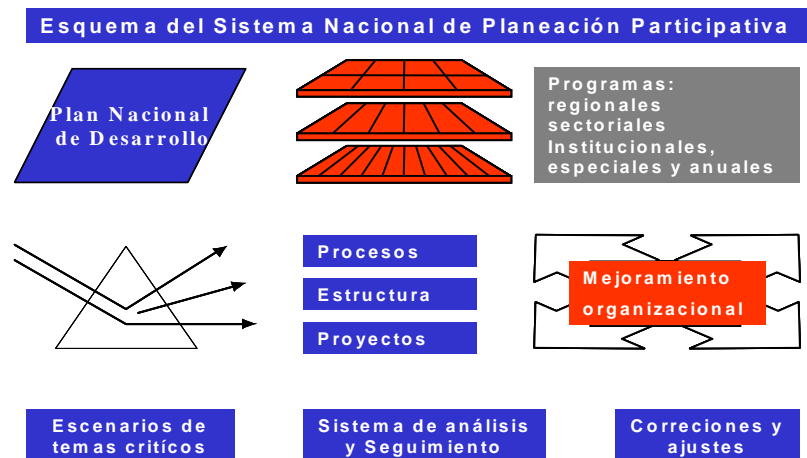 Esquema del Sistema Nacional de Planeación Participativa
Plan Nacional
de Desarrollo
Programas:
regionales
sectoriales
Institucionales,
especiales y anuales
Procesos
Estructura
Proyectos
Mejoramiento
organizacional
Escenarios de
temas critícos
Sistema de análisis
y Seguimiento
Correciones y
ajustes